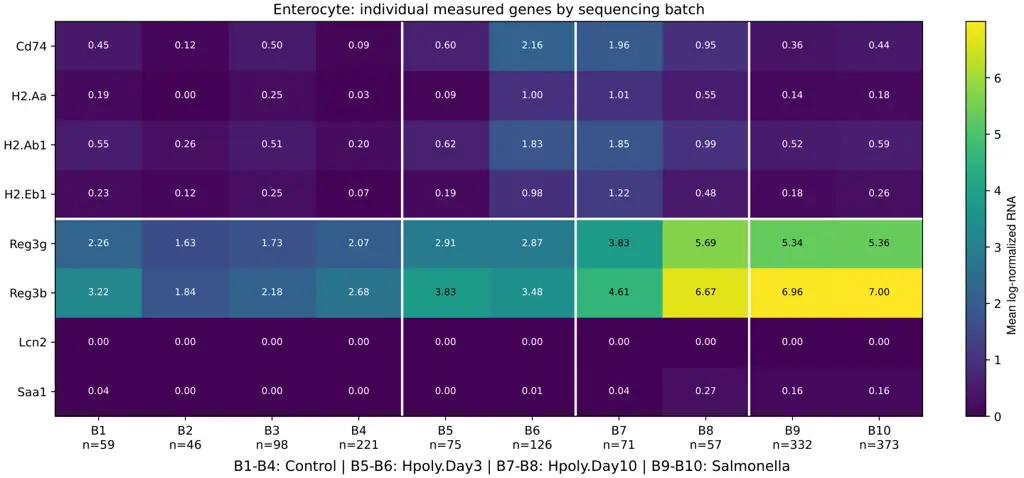 Enterocyte: individual measured genes by sequencing batch
Cd74 0.45 0.12 0.50 0.09 0.60 2.16 1.96 0.95 0.36 0.44
H2.Aa 0.19 0.00 0.25 0.03 0.09 1.00 1.01 0.55 0.14 0.18
H2.Ab1 0.55 0.26 0.51 0.20 0.62 1.83 1.85 0.99 0.52 0.59
H2.Eb1 0.23 0.12 0.25 0.07 0.19 0.98 1.22 0.48 0.18 0.26
Reg3g 2.26 1.63 1.73 2.07 2.91 2.87 3.83 5.69 5.34 5.36
Reg3b 3.22 1.84 2.18 2.68 3.83 3.48 4.61 6.67 6.96 7.00
Lcn2 0.00 0.00 0.00 0.00 0.00 0.00 0.00 0.00 0.00 0.00
Saa1 0.04 0.00 0.00 0.00 0.00 0.01 0.04 0.27 0.16 0.16
B1 B2 B3 B4 B5 B6 B7 B8 B9 B10
n=59 n=46 n=98 n=221 n=75 n=126 n=71 n=57 n=332 n=373
B1-B4: Control | B5-B6: Hpoly.Day3 | B7-B8: Hpoly.Day10 | B9-B10: Salmonella
6
5
4
3
2
1
0
Mean log-normalized RNA